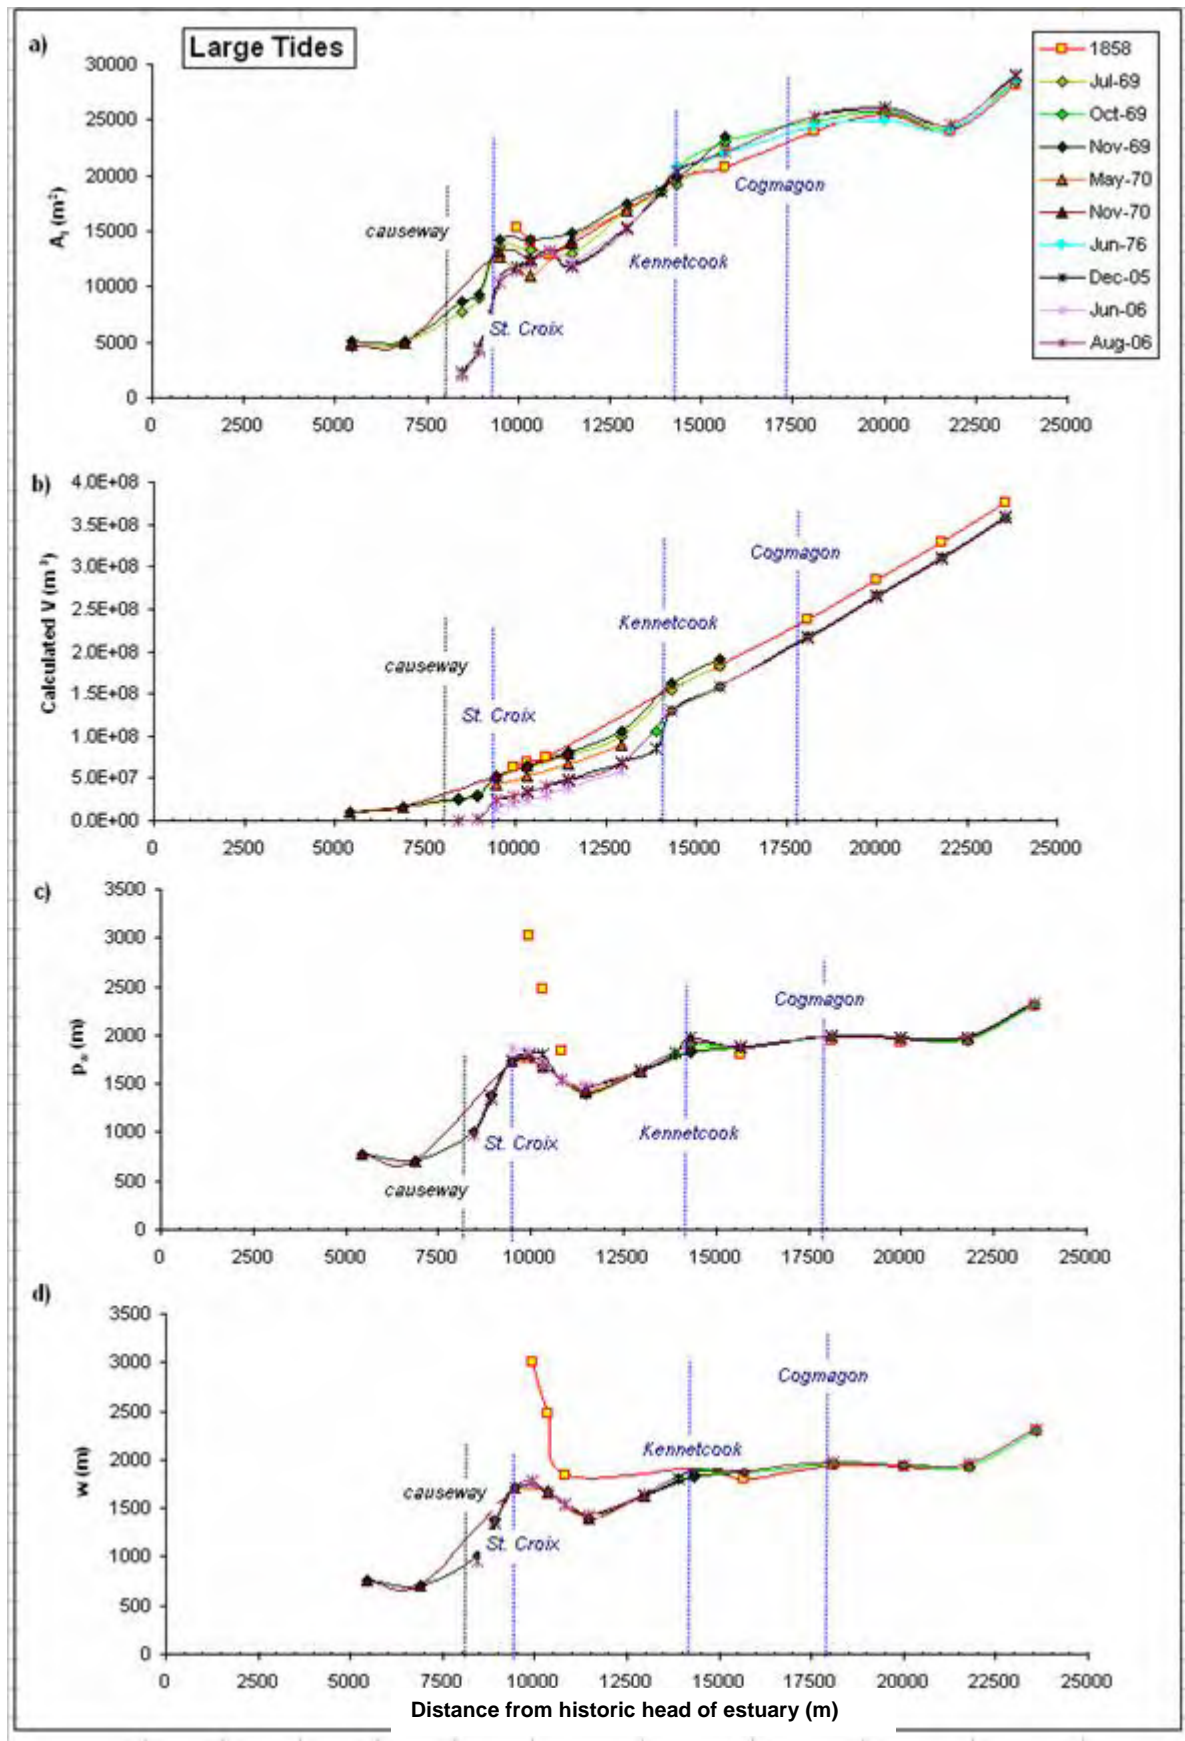 a)
Large Tides
1858
Jul-69
Oct-69
Nov-69
May-70
Nov-70
Jun-76
Dec-05
Jun-06
Aug-06
30000
25000
20000
15000
10000
5000
0
causeway
St. Croix
Kennetcook
Cogmagon
0 2500 5000 7500 10000 12500 15000 17500 20000 22500 25000
b)
Calculated V (m³)
4.0E+08
3.5E+08
3.0E+08
2.5E+08
2.0E+08
1.5E+08
1.0E+08
5.0E+07
0.0E+00
causeway
St. Croix
Kennetcook
Cogmagon
0 2500 5000 7500 10000 12500 15000 17500 20000 22500 25000
c)
3500
3000
2500
2000
1500
1000
500
0
causeway
St. Croix
Kennetcook
Cogmagon
0 2500 5000 7500 10000 12500 15000 17500 20000 22500 25000
d)
w (m)
3500
3000
2500
2000
1500
1000
500
0
causeway
St. Croix
Kennetcook
Cogmagon
0 2500 5000 7500 10000 12500 15000 17500 20000 22500 25000
Distance from historic head of estuary (m)